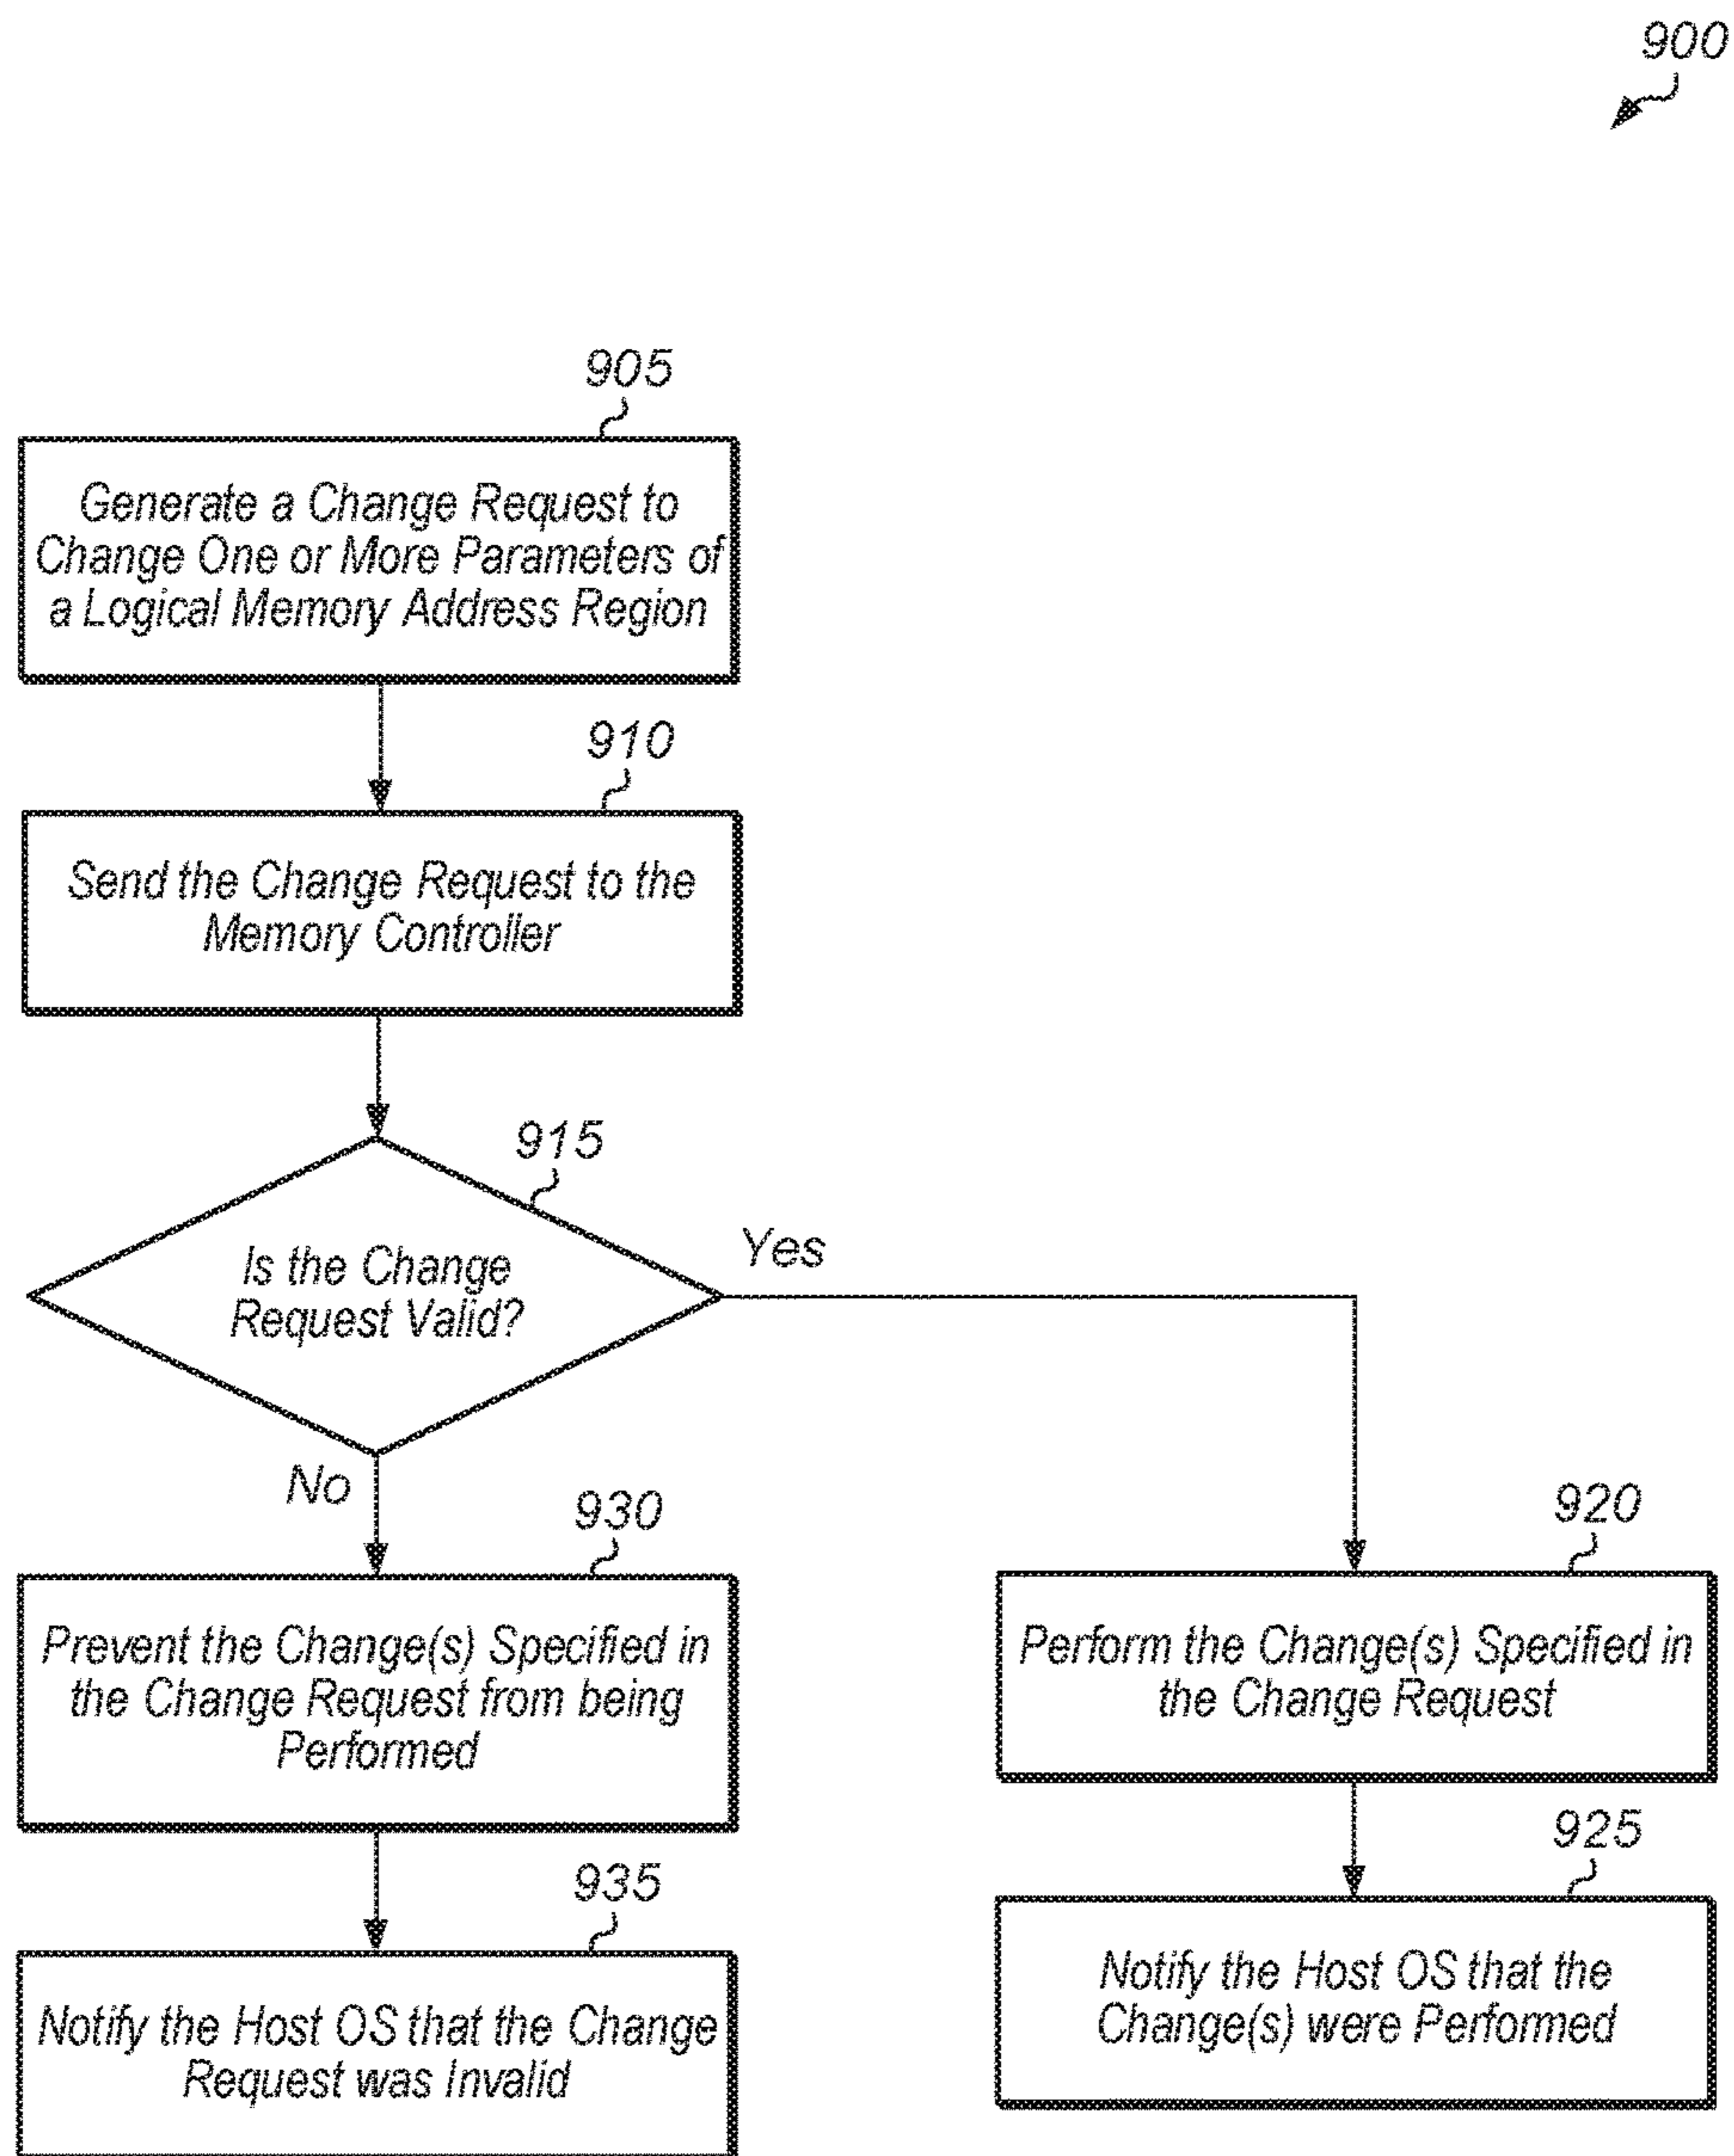 900
905
Generate a Change Request to
Change One or More Parameters of
a Logical Memory Address Region
910
Send the Change Request to the
Memory Controller
915
Is the Change
Request Valid?
Yes
No
930
Prevent the Change(s) Specified in
the Change Request from being
Performed
920
Perform the Change(s) Specified in
the Change Request
935
Notify the Host OS that the Change
Request was Invalid
925
Notify the Host OS that the
Change(s) were Performed